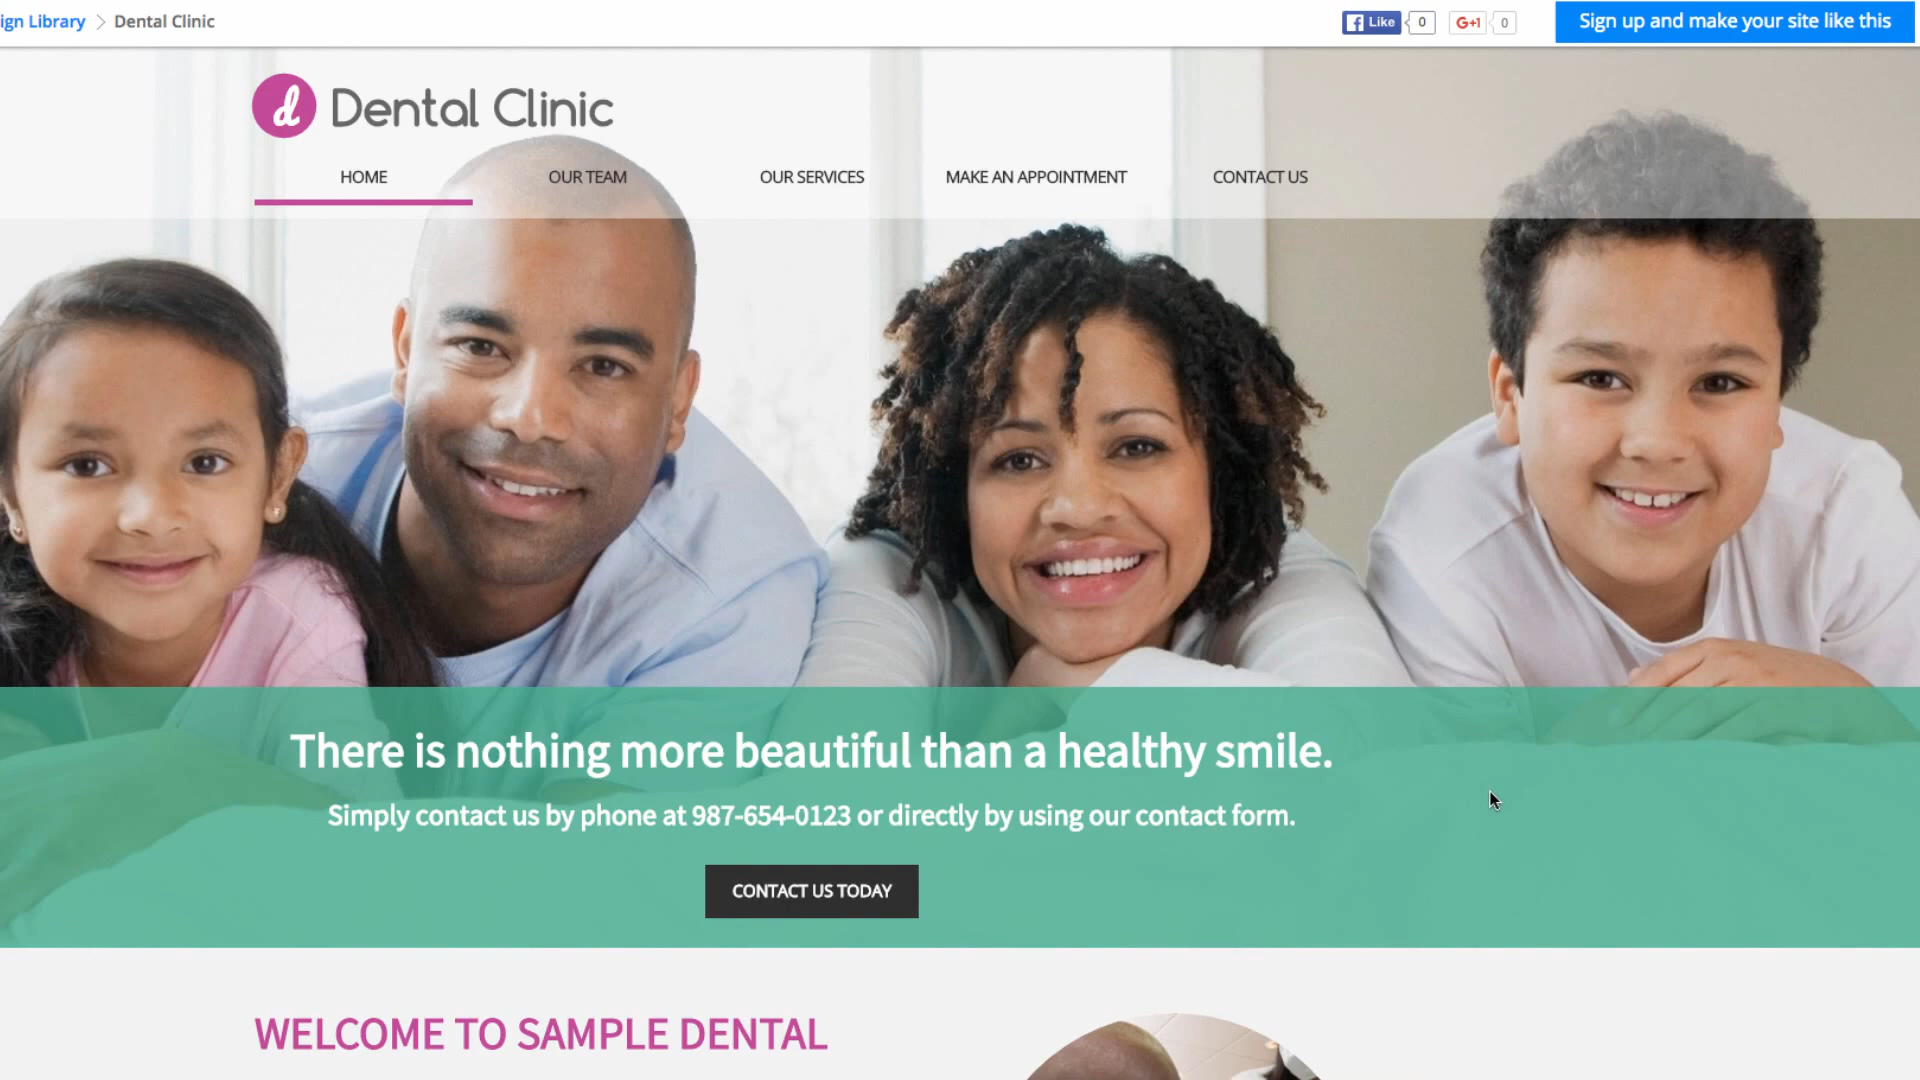 ign Library > Dental Clinic
Like 0 G+1 0
Sign up and make your site like this
d Dental Clinic
HOME OUR TEAM OUR SERVICES MAKE AN APPOINTMENT CONTACT US
There is nothing more beautiful than a healthy smile.
Simply contact us by phone at 987-654-0123 or directly by using our contact form.
CONTACT US TODAY
WELCOME TO SAMPLE DENTAL